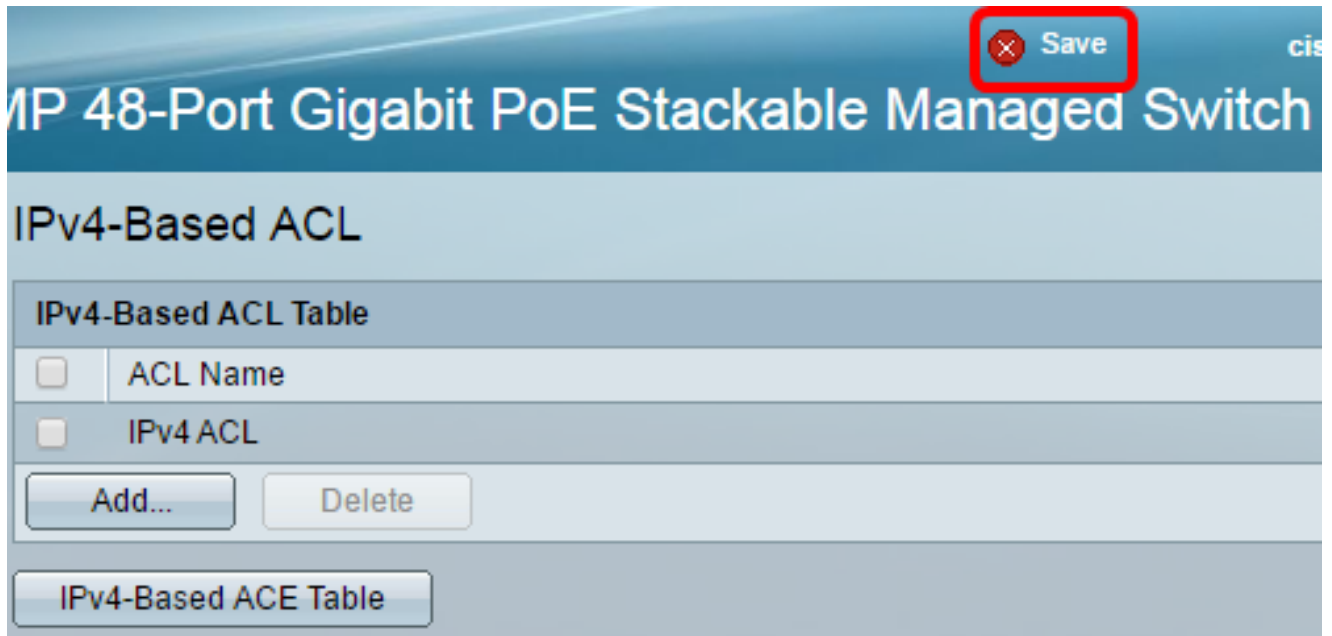 Save
cis
MP 48-Port Gigabit PoE Stackable Managed Switch
IPv4-Based ACL
IPv4-Based ACL Table
ACL Name
IPv4 ACL
Add... Delete
IPv4-Based ACE Table